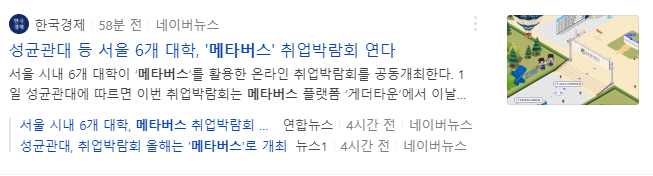 한국경제 58분 전 네이버뉴스
성균관대 등 서울 6개 대학, '메타버스' 취업박람회 연다
서울 시내 6개 대학이 '메타버스'를 활용한 온라인 취업박람회를 공동개최한다. 1
일 성균관대에 따르면 이번 취업박람회는 메타버스 플랫폼 '게더타운'에서 이날...
서울 시내 6개 대학, 메타버스 취업박람회 ... 연합뉴스 4시간 전 네이버뉴스
성균관대, 취업박람회 올해는 '메타버스'로 개최 뉴스1 4시간 전 네이버뉴스